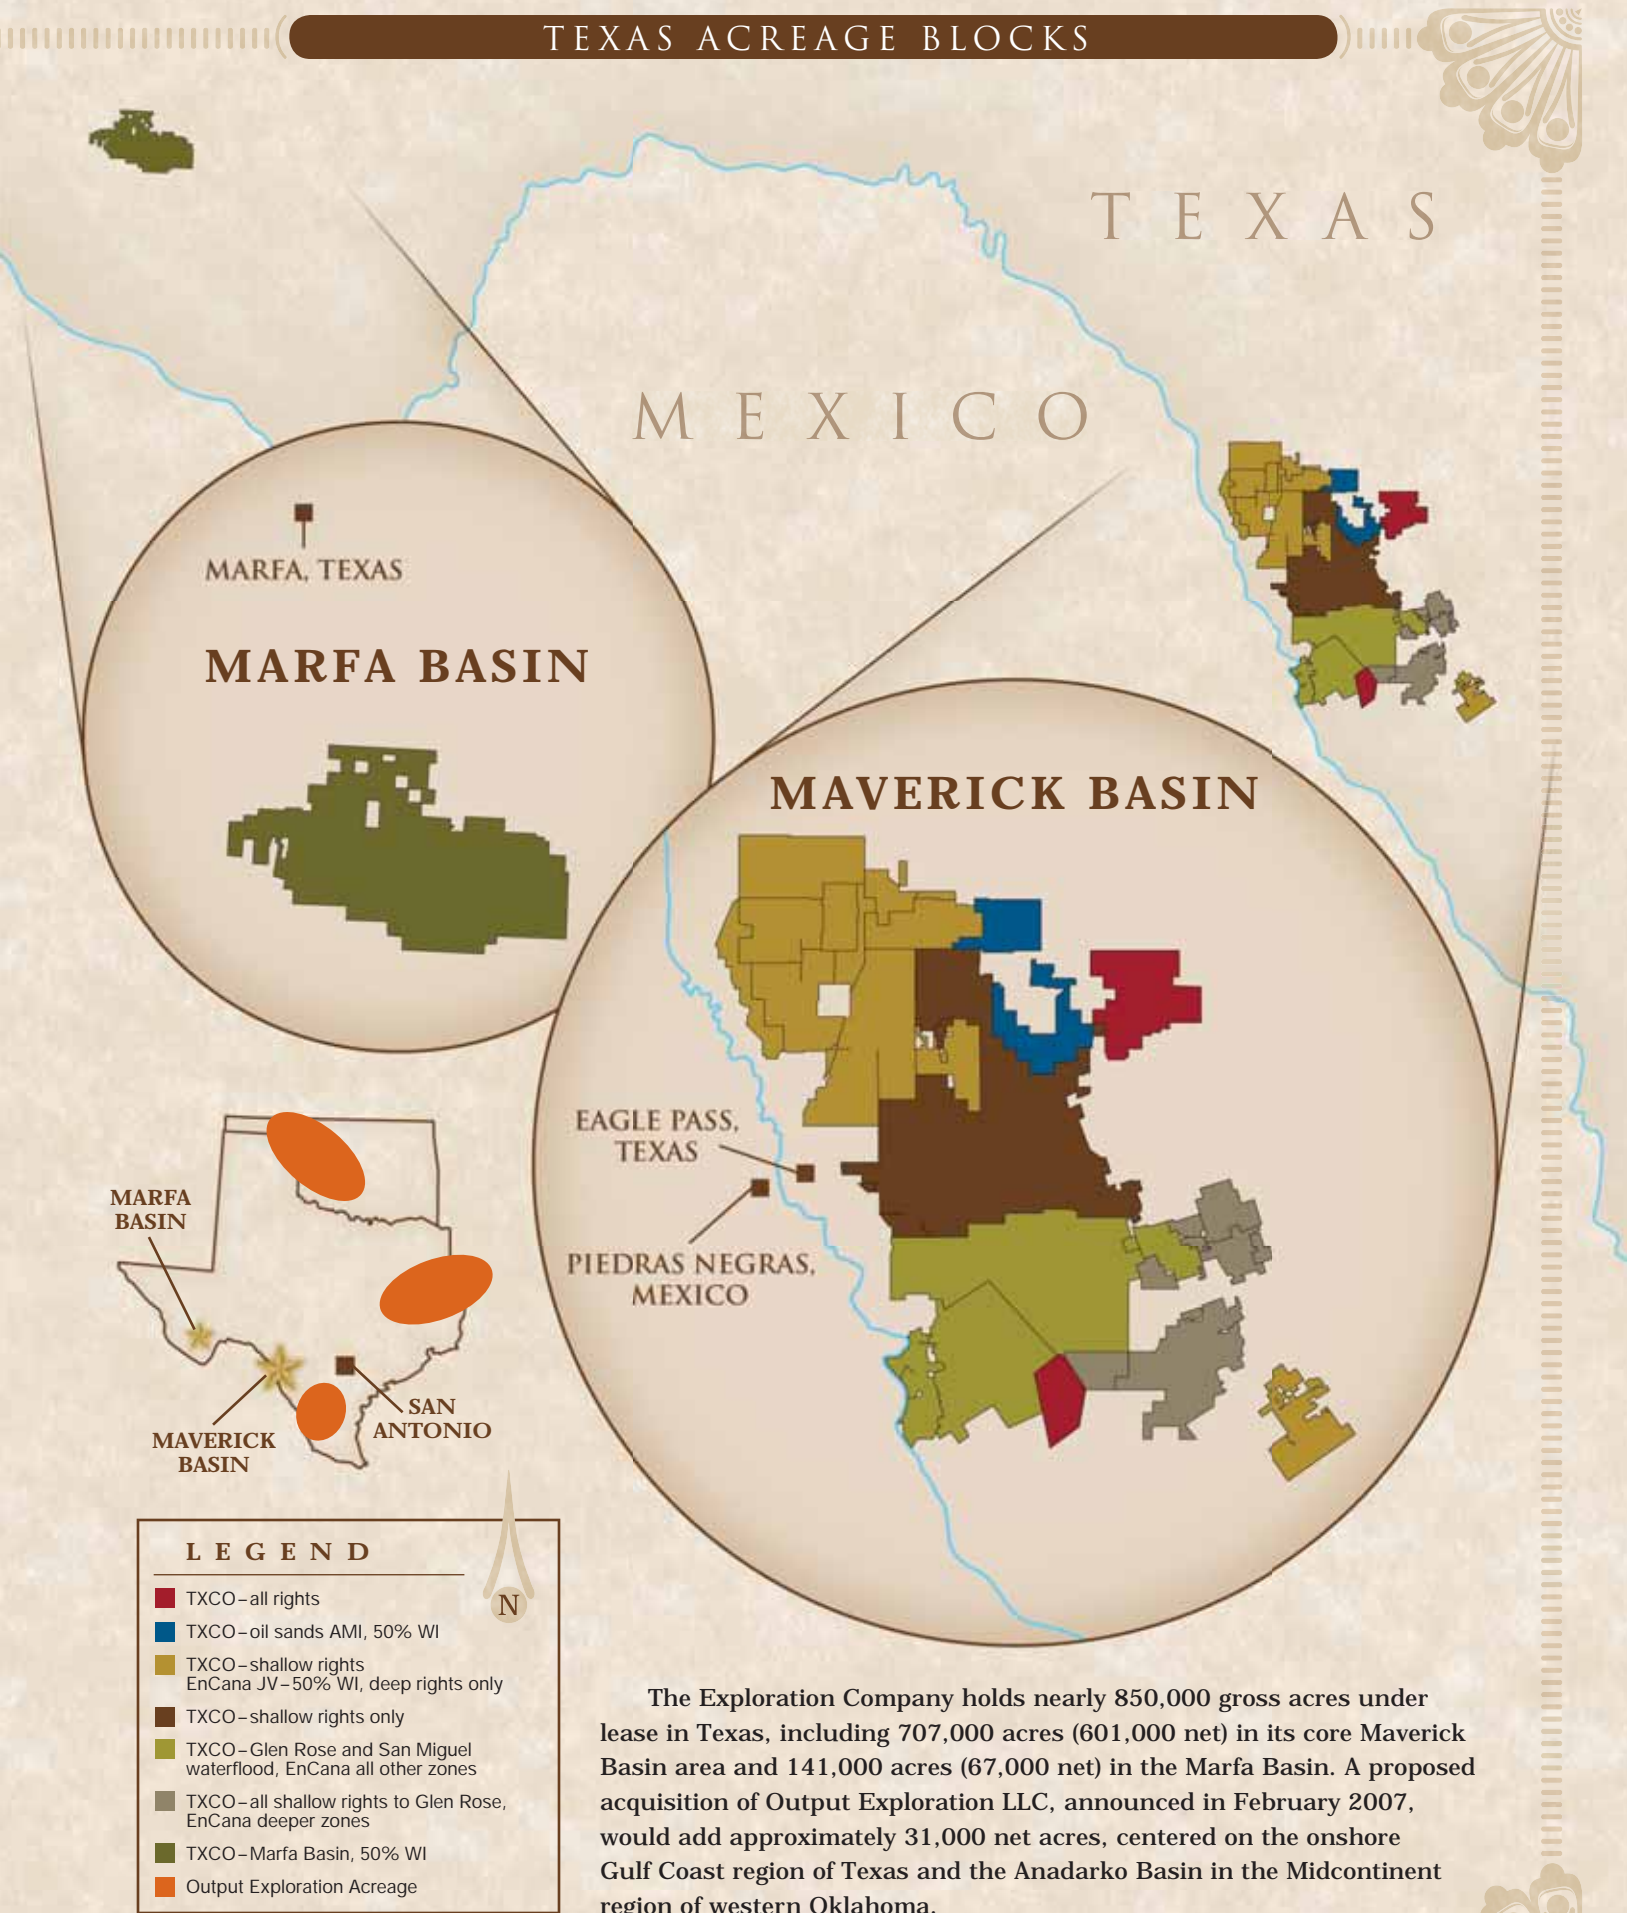 TEXAS ACREAGE BLOCKS
TEXAS
MEXICO
MARFA, TEXAS
MARFA BASIN
MAVERICK BASIN
EAGLE PASS,
TEXAS
PIEDRAS NEGRAS,
MEXICO
MARFA
BASIN
SAN
ANTONIO
MAVERICK
BASIN
LEGEND
N
TXCO–all rights
TXCO–oil sands AMI, 50% WI
TXCO–shallow rights
EnCana JV–50% WI, deep rights only
TXCO–shallow rights only
TXCO–Glen Rose and San Miguel
waterflood, EnCana all other zones
TXCO–all shallow rights to Glen Rose,
EnCana deeper zones
TXCO–Marfa Basin, 50% WI
Output Exploration Acreage
The Exploration Company holds nearly 850,000 gross acres under
lease in Texas, including 707,000 acres (601,000 net) in its core Maverick
Basin area and 141,000 acres (67,000 net) in the Marfa Basin. A proposed
acquisition of Output Exploration LLC, announced in February 2007,
would add approximately 31,000 net acres, centered on the onshore
Gulf Coast region of Texas and the Anadarko Basin in the Midcontinent
region of western Oklahoma.